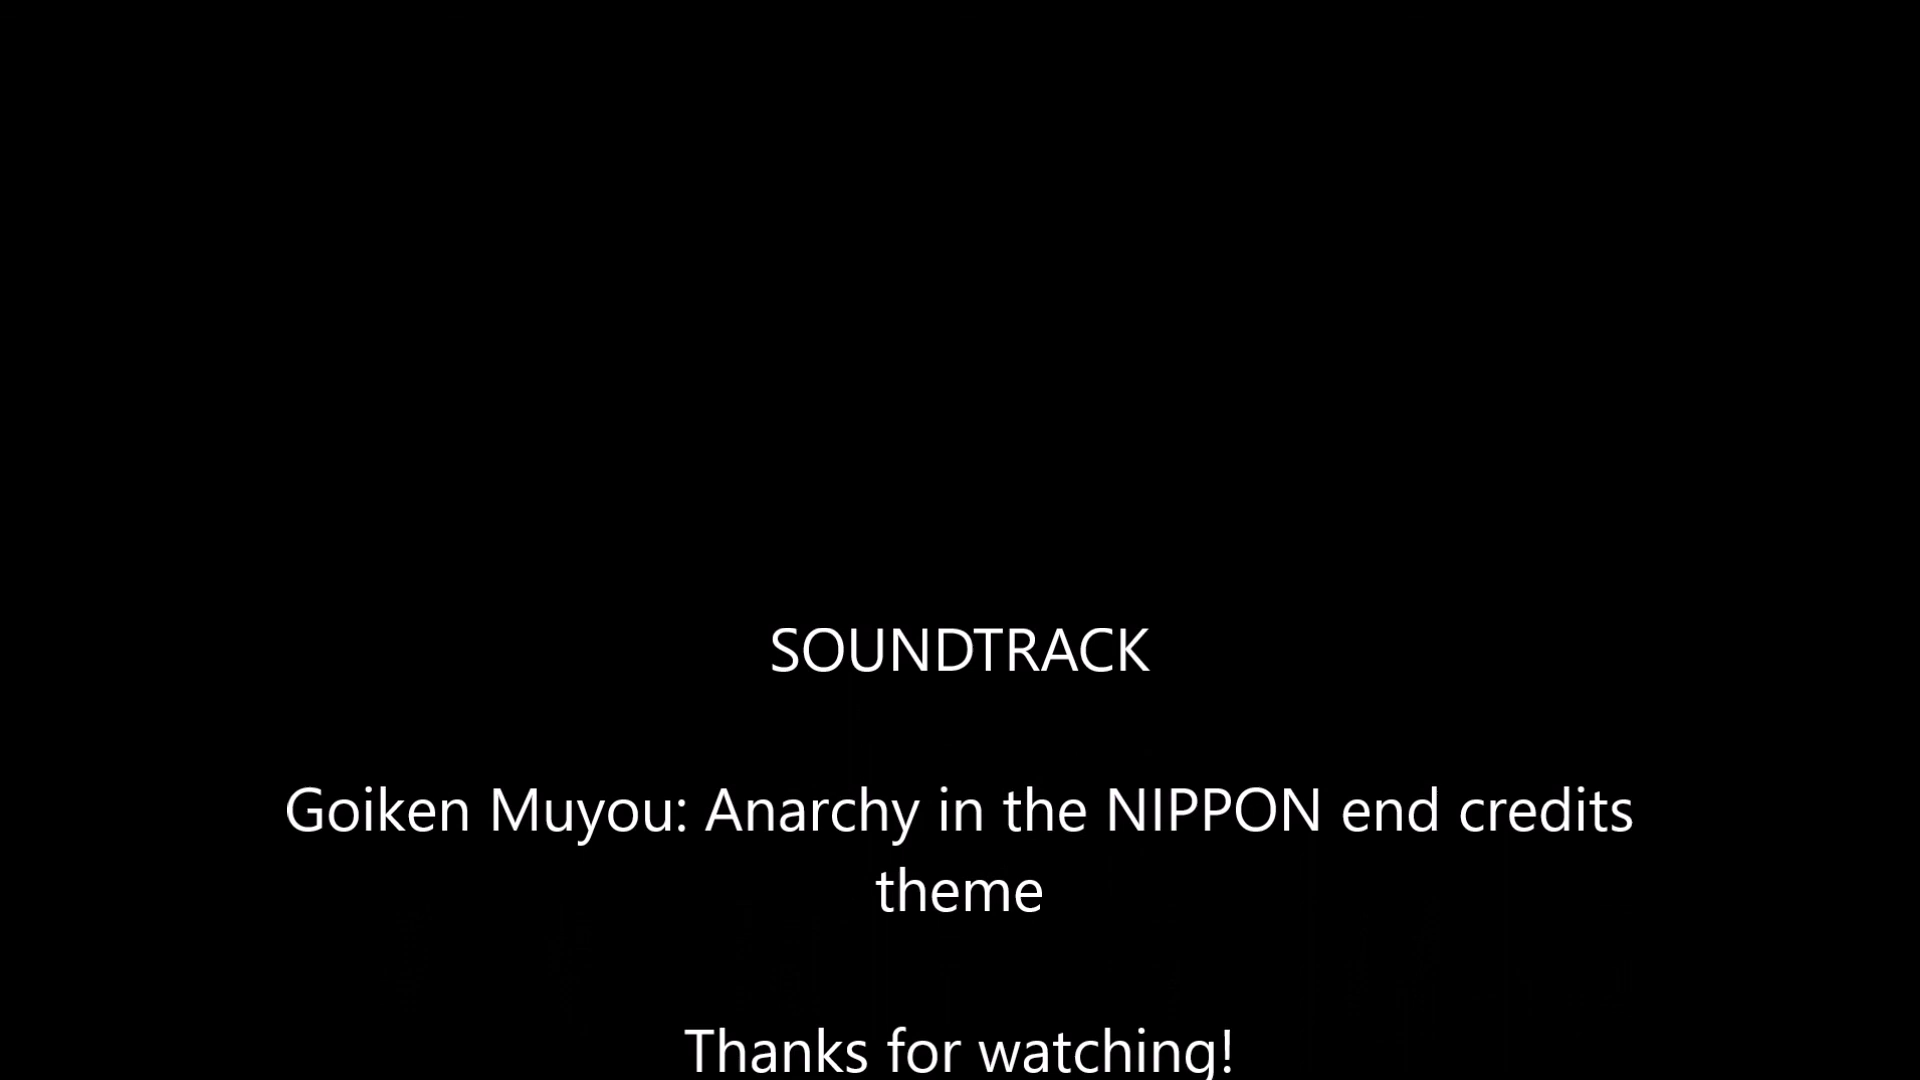 SOUNDTRACK
Goiken Muyou: Anarchy in the NIPPON end credits
theme
Thanks for watching!